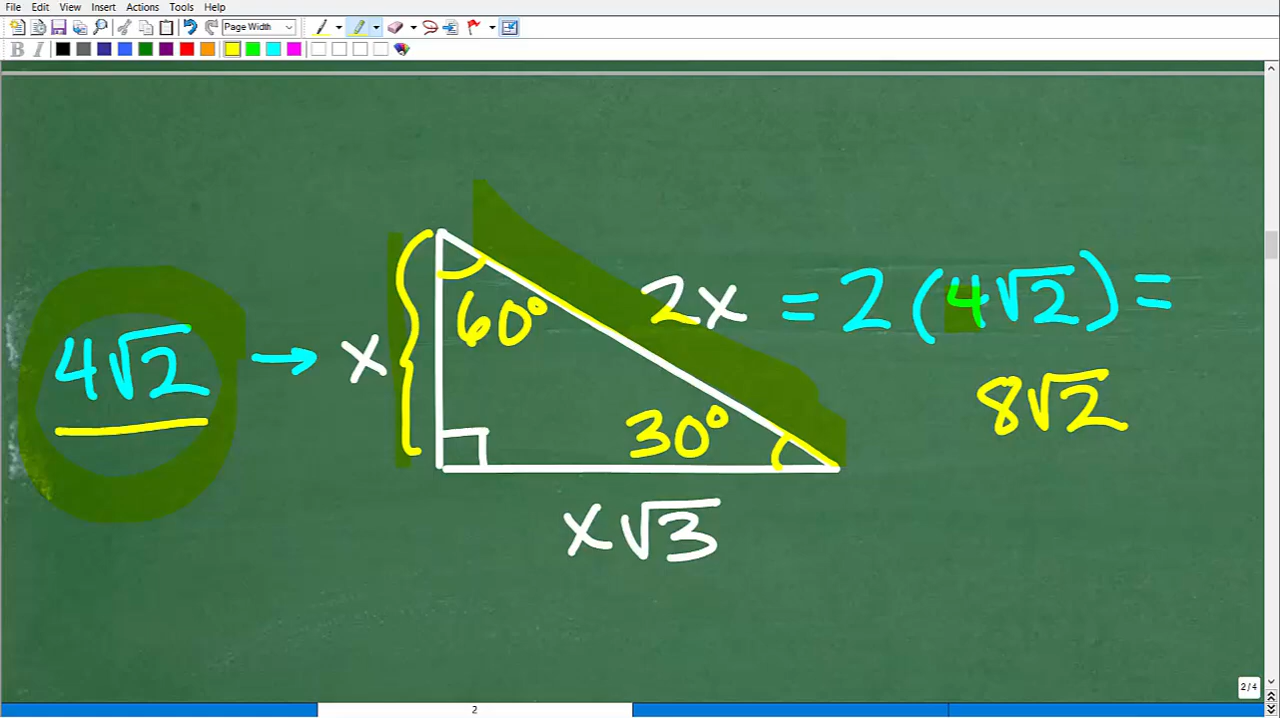 File Edit View Insert Actions Tools Help
Page Width
B I
60°
2x = 2 (4√2) =
4√2 → x
8√2
30°
x√3
2/4
2